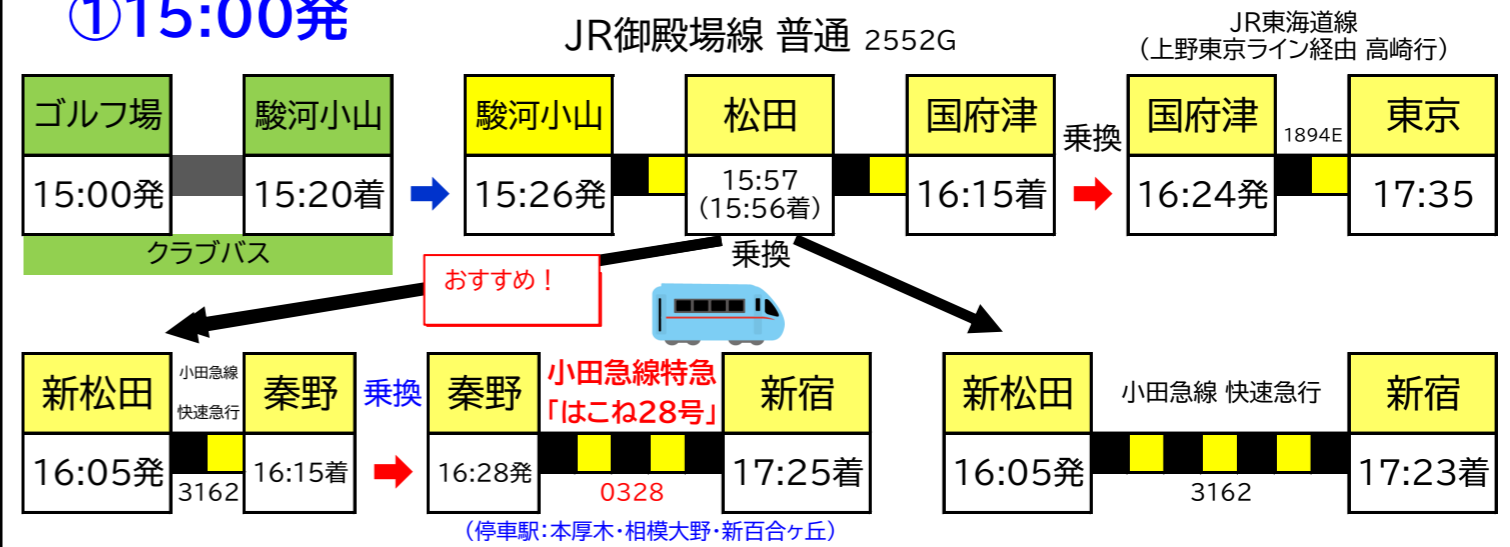 ①15:00発
JR御殿場線 普通 2552G
JR東海道線
（上野東京ライン経由 高崎行）
ゴルフ場
駿河小山
駿河小山
松田
国府津
乗換
国府津
1894E
東京
15:00発
15:20着
15:26発
15:57
（15:56着）
16:15着
16:24発
17:35
クラブバス
乗換
おすすめ！
新松田
小田急線
快速急行
秦野
乗換
秦野
小田急線特急
「はこね28号」
新宿
新松田
小田急線 快速急行
新宿
16:05発
3162
16:15着
16:28発
0328
17:25着
16:05発
3162
17:23着
（停車駅：本厚木・相模大野・新百合ヶ丘）